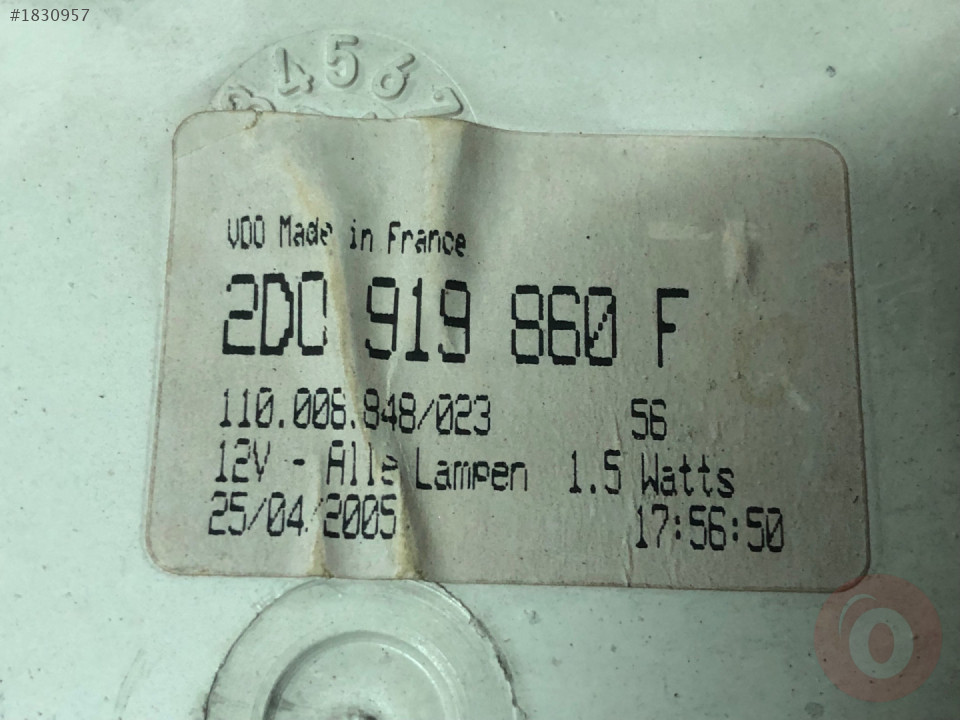 #1830957
34567
VDO Made in France
2D0 919 860 F
110.008.848/023 56
12V - Alle Lampen 1.5 Watts
25/04/2005 17:56:50